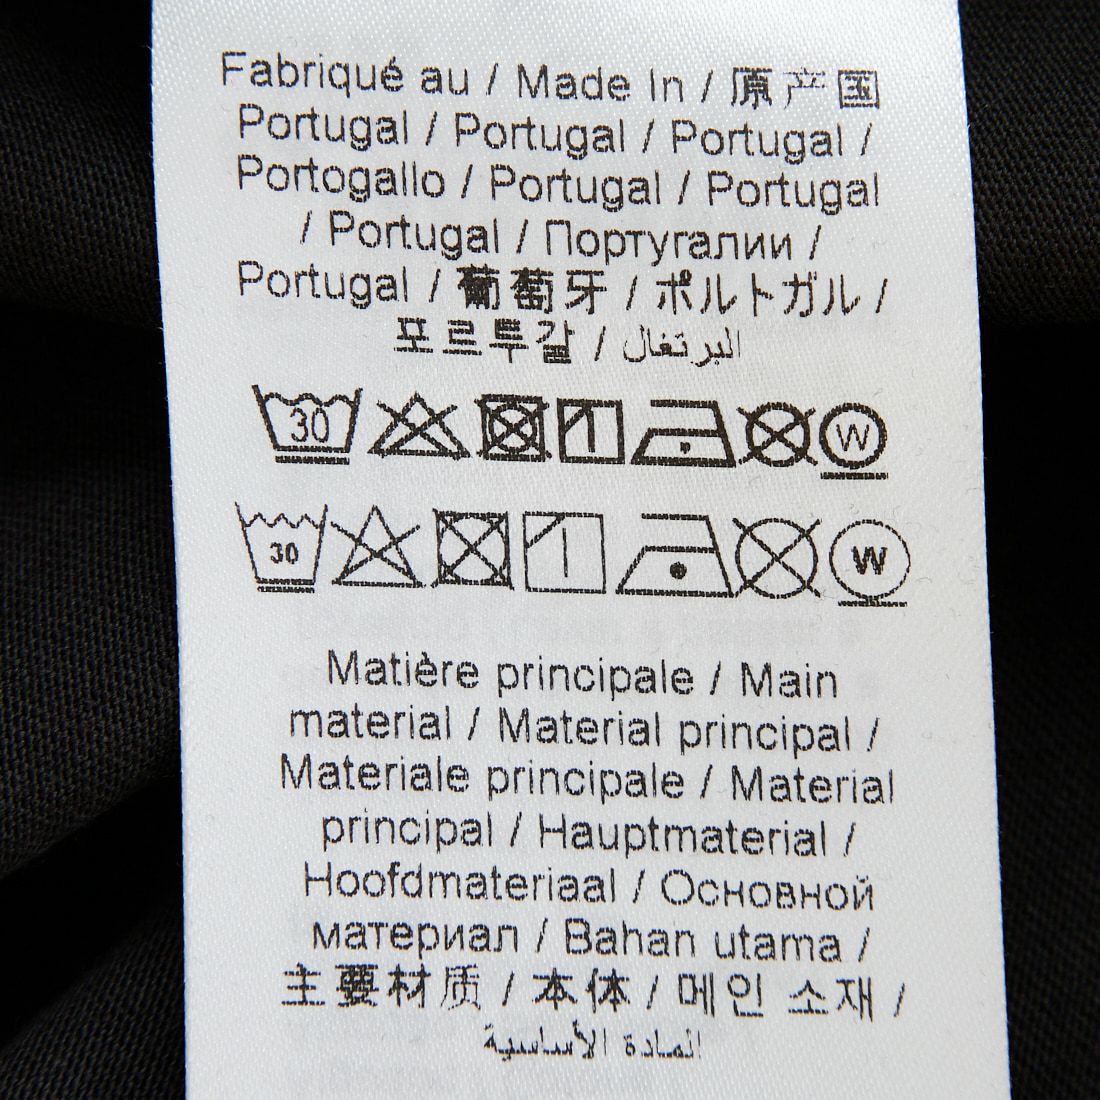 Fabriqué au / Made In / 原产国
Portugal / Portugal / Portugal /
Portogallo / Portugal / Portugal
/ Portugal / Португалии /
Portugal / 葡萄牙 / ポルトガル /
포르투갈 / البرتغال
30 W
30 W
Matière principale / Main
material / Material principal /
Materiale principale / Material
principal / Hauptmaterial /
Hoofdmateriaal / Основной
материал / Bahan utama /
主要材质 / 本体 / 메인 소재 /
المادة الأساسية